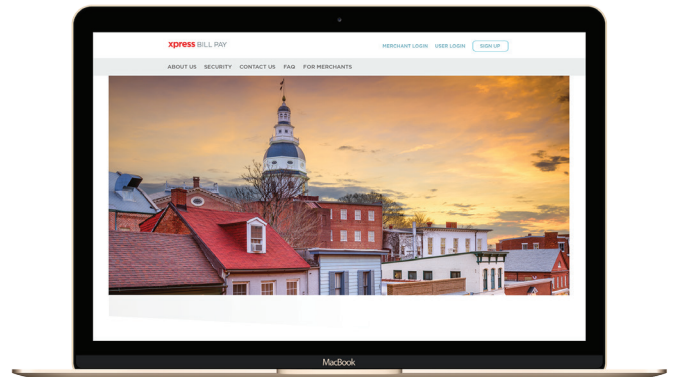 xpress BILL PAY
MERCHANT LOGIN USER LOGIN SIGN UP
ABOUT US SECURITY CONTACT US FAQ FOR MERCHANTS
MacBook